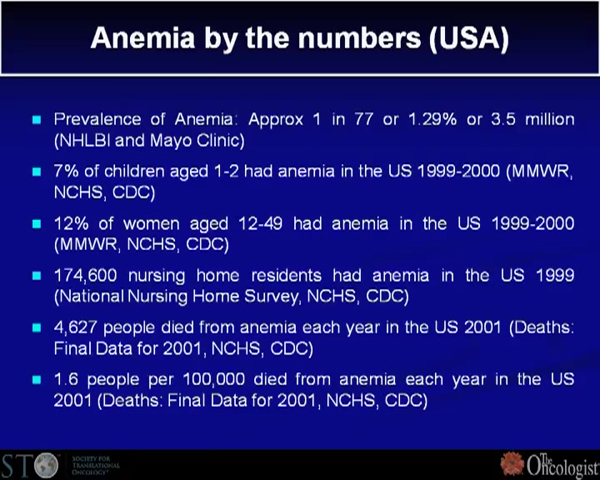 Anemia by the numbers (USA)
Prevalence of Anemia: Approx 1 in 77 or 1.29% or 3.5 million
(NHLBI and Mayo Clinic)
7% of children aged 1-2 had anemia in the US 1999-2000 (MMWR,
NCHS, CDC)
12% of women aged 12-49 had anemia in the US 1999-2000
(MMWR, NCHS, CDC)
174,600 nursing home residents had anemia in the US 1999
(National Nursing Home Survey, NCHS, CDC)
4,627 people died from anemia each year in the US 2001 (Deaths:
Final Data for 2001, NCHS, CDC)
1.6 people per 100,000 died from anemia each year in the US
2001 (Deaths: Final Data for 2001, NCHS, CDC)
STO
SOCIETY FOR
TRANSLATIONAL
ONCOLOGY
The
Oncologist